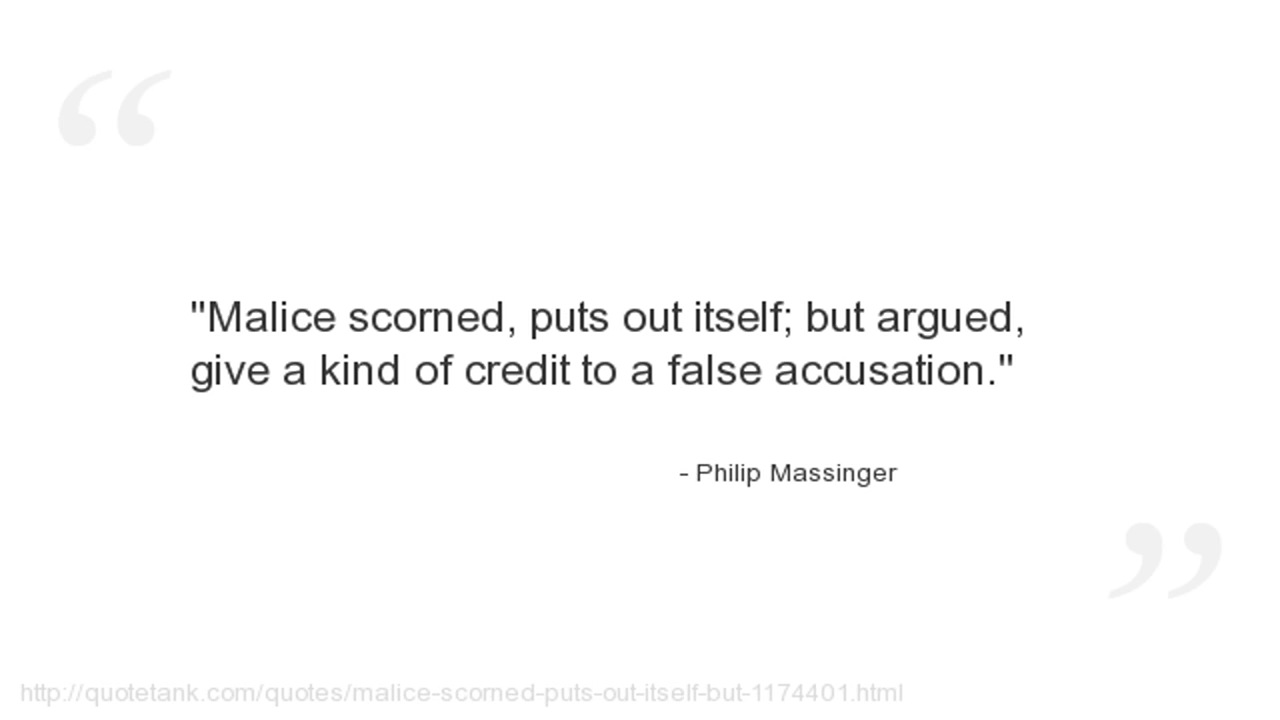 "Malice scorned, puts out itself; but argued,
give a kind of credit to a false accusation."
- Philip Massinger
http://quotetank.com/quotes/malice-scorned-puts-out-itself-but-1174401.html